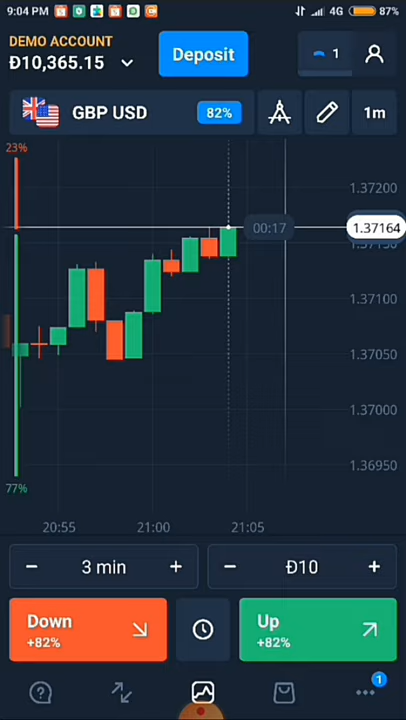 9:04 PM
4G
87%
DEMO ACCOUNT
Đ10,365.15
Deposit
1
GBP USD
82%
1m
23%
1.37200
00:17
1.37164
1.37100
1.37050
1.37000
1.36950
77%
20:55
21:00
21:05
− 3 min +
− Đ10 +
Down
+82%
Up
+82%
1